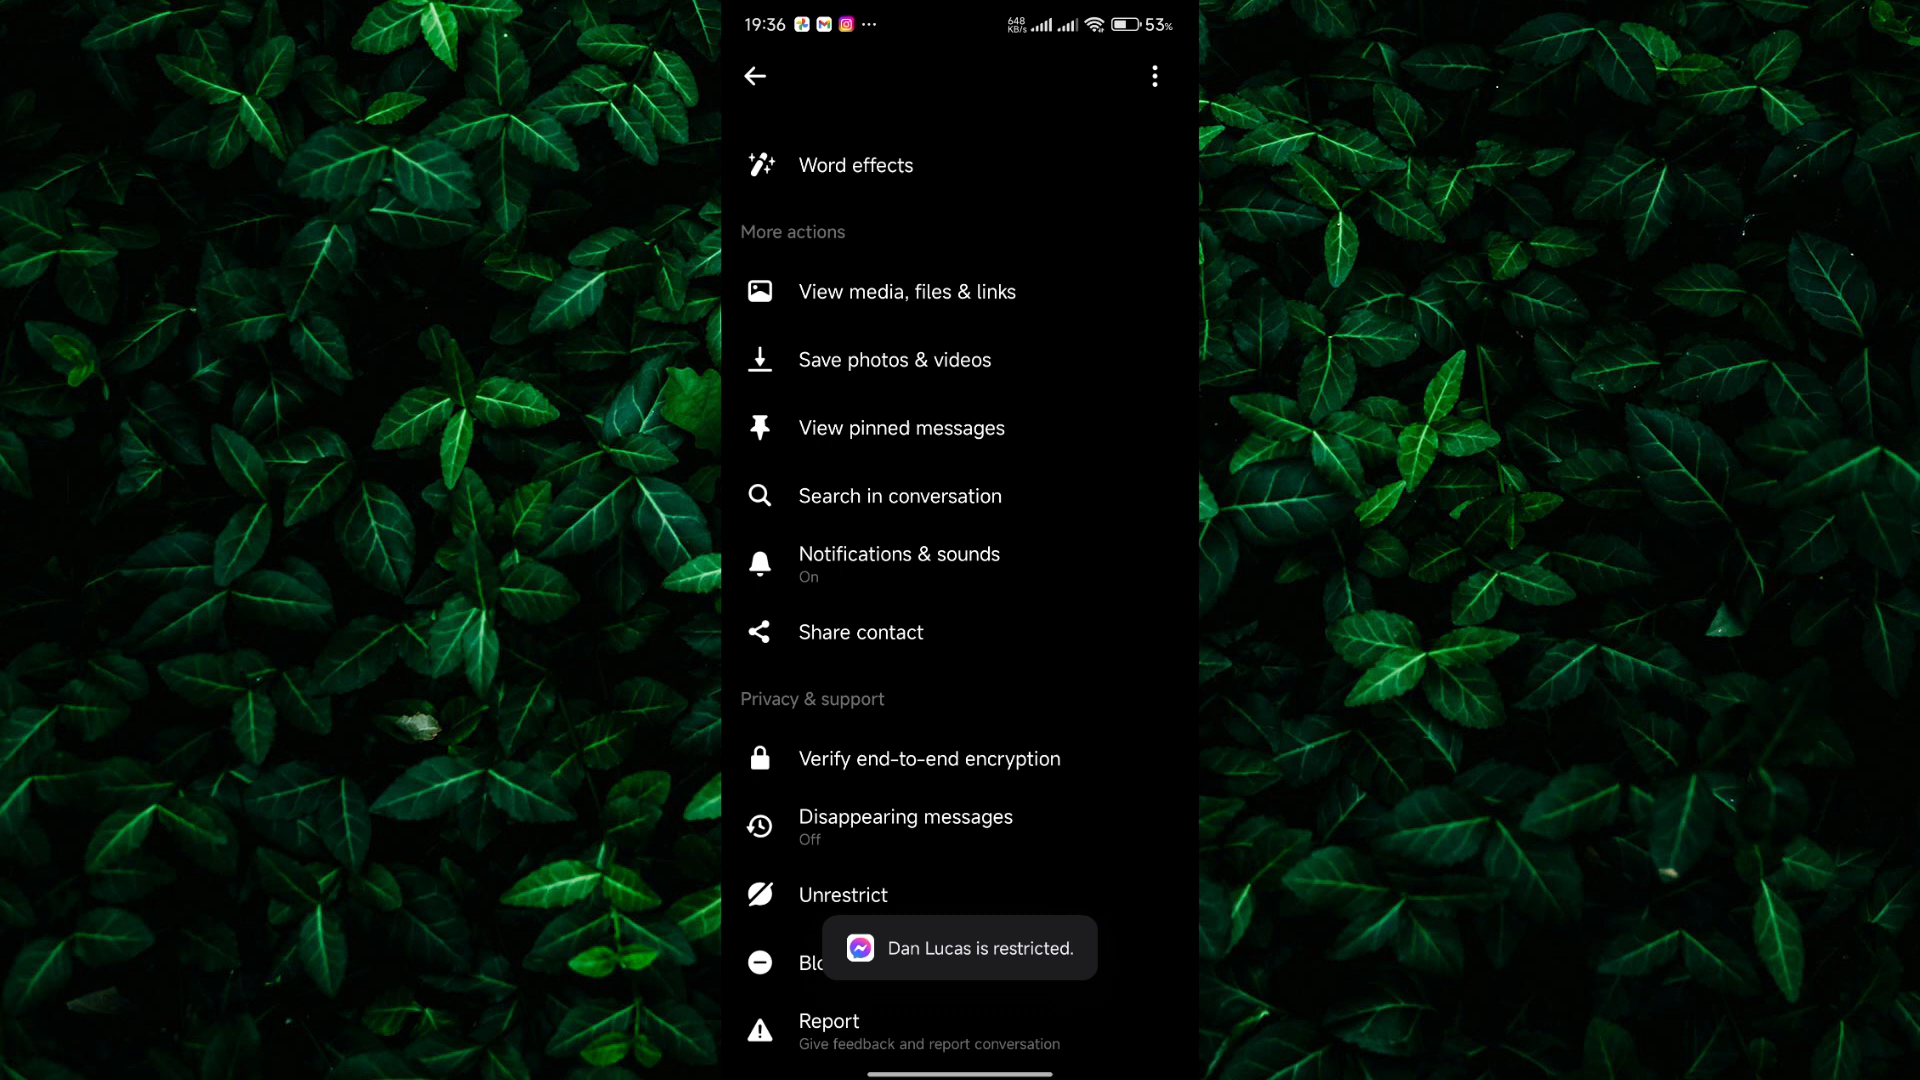 19:36 ... 648 KB/s 53%
Word effects
More actions
View media, files & links
Save photos & videos
View pinned messages
Search in conversation
Notifications & sounds
On
Share contact
Privacy & support
Verify end-to-end encryption
Disappearing messages
Off
Unrestrict
Dan Lucas is restricted.
Report
Give feedback and report conversation